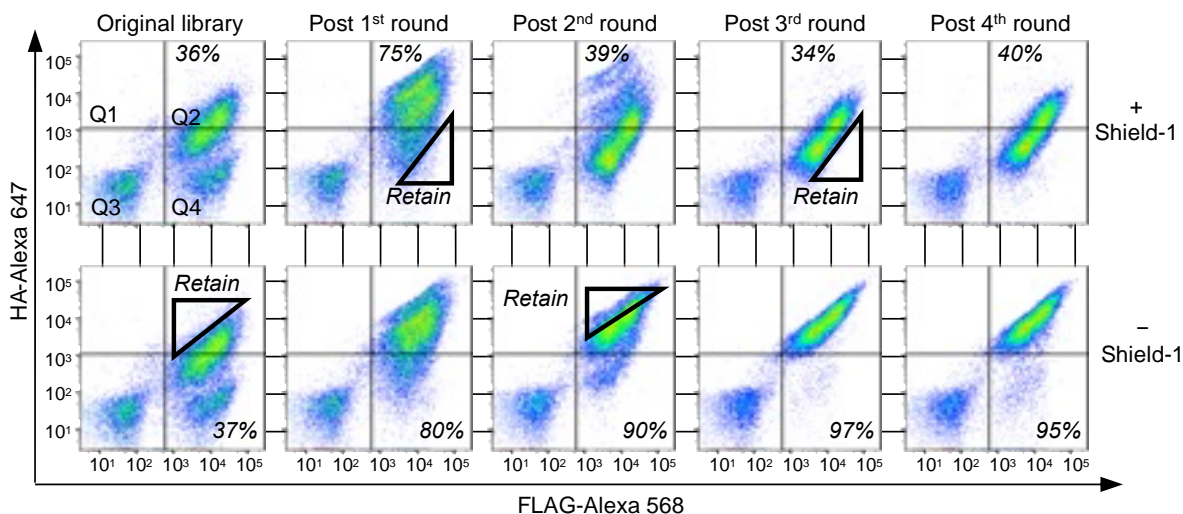 Original library Post 1st round Post 2nd round Post 3rd round Post 4th round
36% 75% 39% 34% 40%
10⁵
10⁴
Q1 Q2
10³
10²
Q3 Q4
10¹
Retain Retain
+
Shield-1
HA-Alexa 647
Retain Retain
10⁵
10⁴
10³
10²
10¹
37% 80% 90% 97% 95%
–
Shield-1
10¹ 10² 10³ 10⁴ 10⁵ 10¹ 10² 10³ 10⁴ 10⁵ 10¹ 10² 10³ 10⁴ 10⁵ 10¹ 10² 10³ 10⁴ 10⁵ 10¹ 10² 10³ 10⁴ 10⁵
FLAG-Alexa 568